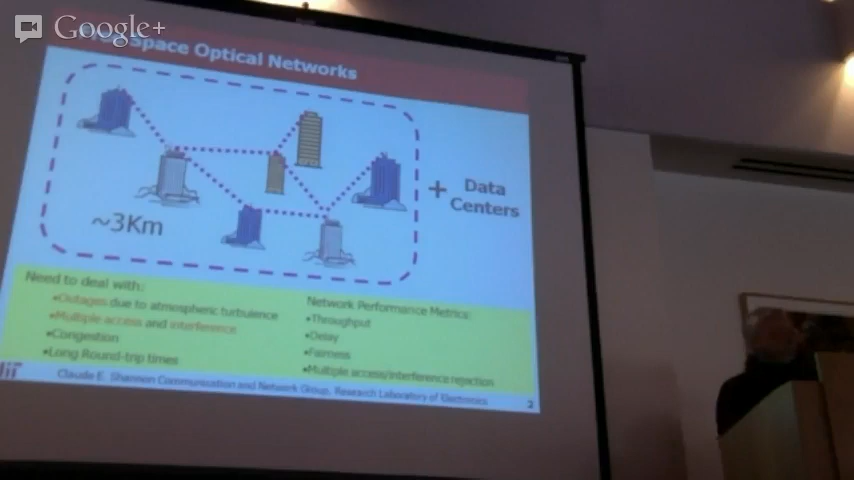 Google+
Space Optical Networks
~3Km
+ Data
Centers
Need to deal with:
•Outages due to atmospheric turbulence
•Multiple access and interference
•Congestion
•Long Round-trip times
Network Performance Metrics:
•Throughput
•Delay
•Fairness
•Multiple access/interference rejection
Claude E. Shannon Communication and Network Group, Research Laboratory of Electronics
2